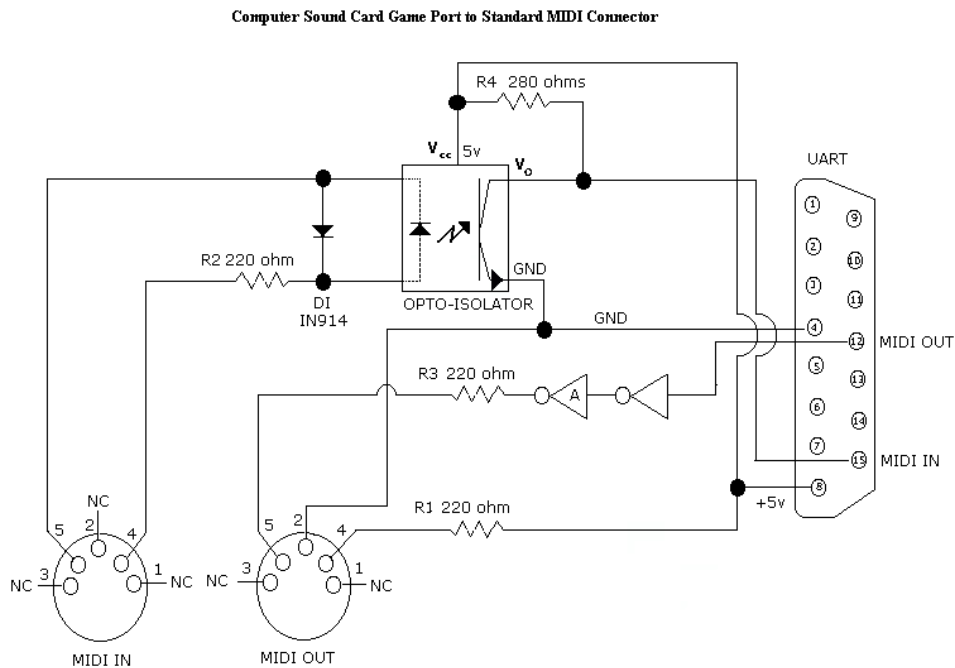 Computer Sound Card Game Port to Standard MIDI Connector
R4 280 ohms
Vcc 5v
Vo
UART
1
9
2
10
3
11
R2 220 ohm
GND
DI
IN914
OPTO-ISOLATOR
GND
4
12
MIDI OUT
5
13
R3 220 ohm
A
6
14
7
15
MIDI IN
8
+5v
NC
R1 220 ohm
5
2
4
5
2
4
NC
3
1
NC
NC
3
1
NC
MIDI IN
MIDI OUT